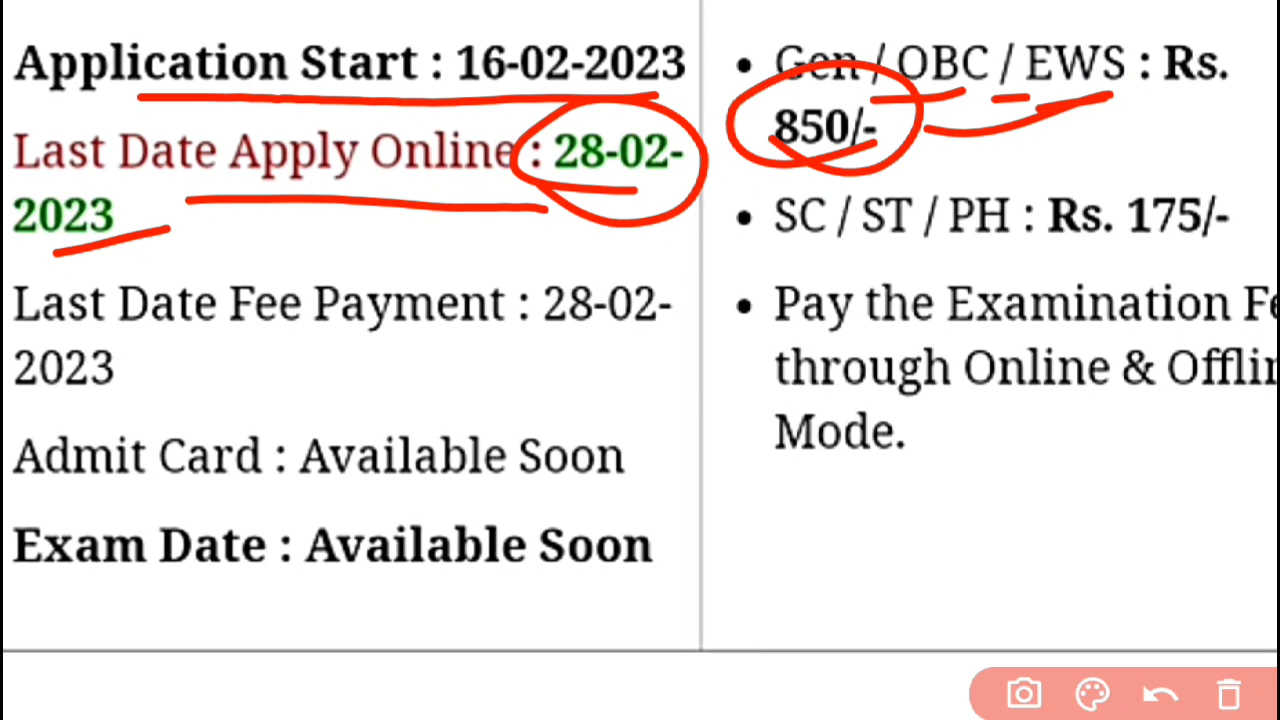 Application Start : 16-02-2023
Last Date Apply Online : 28-02-
2023
Last Date Fee Payment : 28-02-
2023
Admit Card : Available Soon
Exam Date : Available Soon
• Gen / OBC / EWS : Rs.
850/-
• SC / ST / PH : Rs. 175/-
• Pay the Examination Fe
through Online & Offlin
Mode.